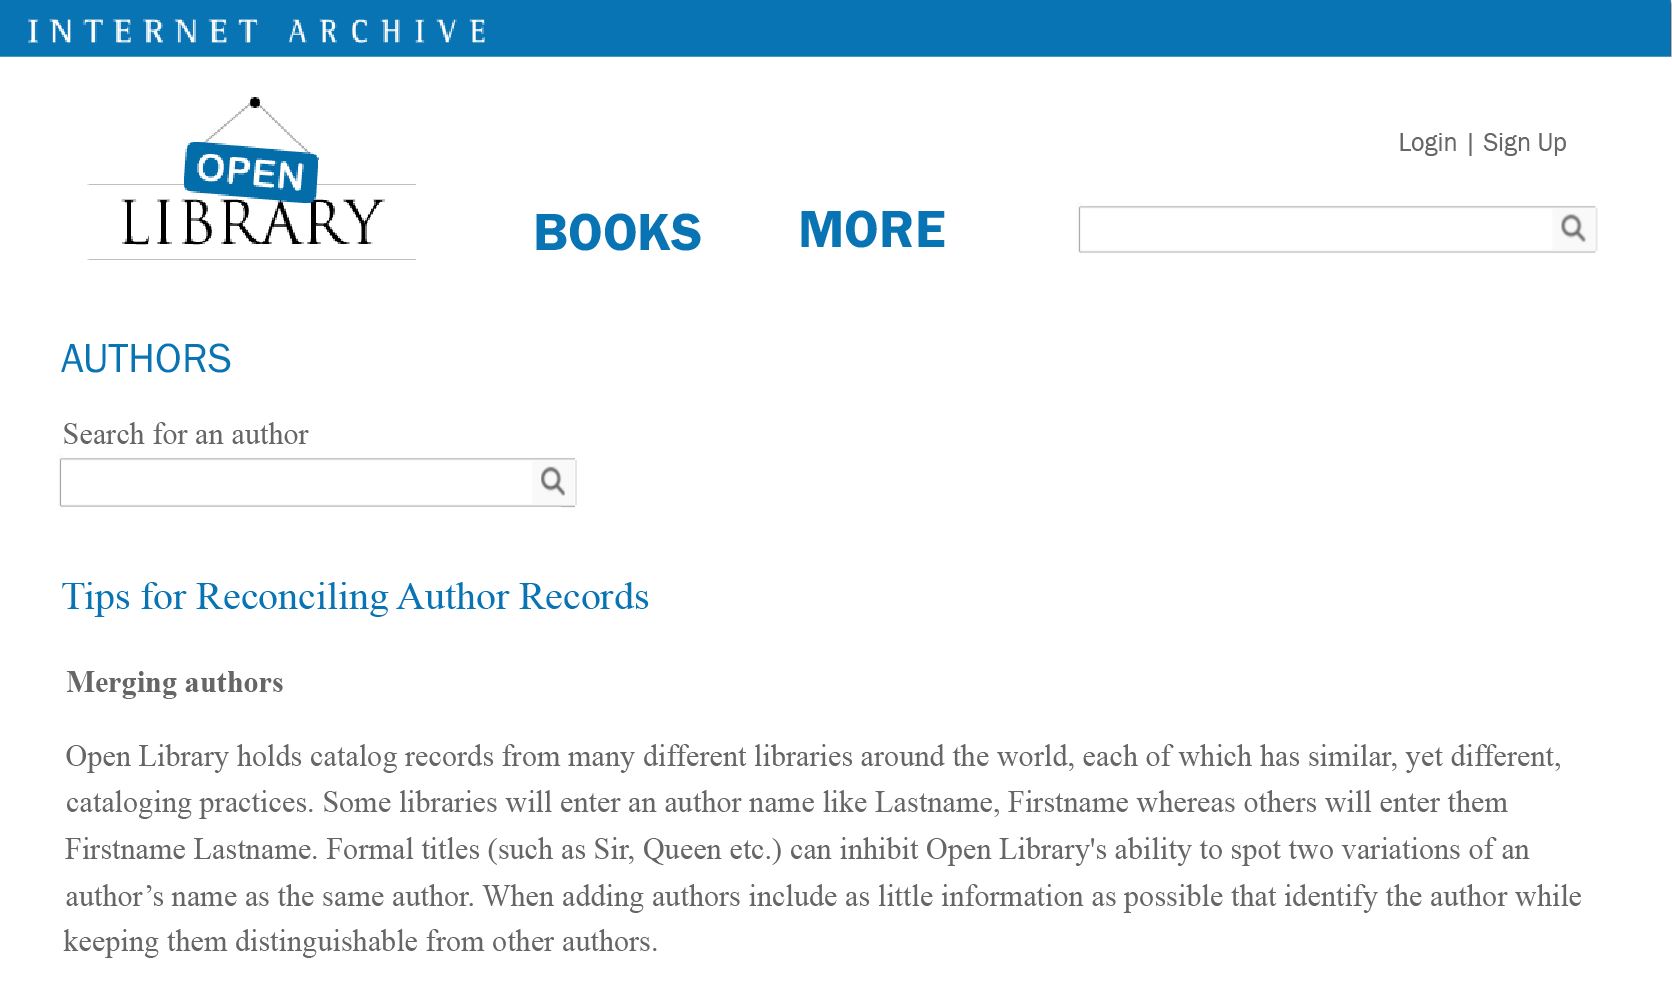 INTERNET ARCHIVE
OPEN
LIBRARY
BOOKS
MORE
Login | Sign Up
AUTHORS
Search for an author
Tips for Reconciling Author Records
Merging authors
Open Library holds catalog records from many different libraries around the world, each of which has similar, yet different,
cataloging practices. Some libraries will enter an author name like Lastname, Firstname whereas others will enter them
Firstname Lastname. Formal titles (such as Sir, Queen etc.) can inhibit Open Library's ability to spot two variations of an
author’s name as the same author. When adding authors include as little information as possible that identify the author while
keeping them distinguishable from other authors.